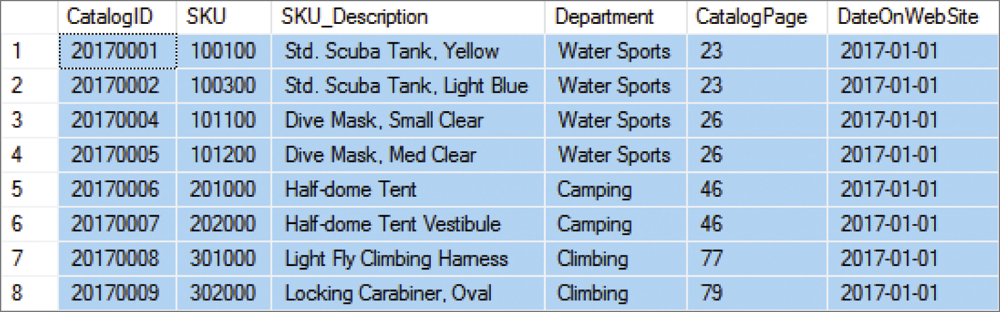 CatalogID SKU SKU_Description Department CatalogPage DateOnWebSite
1 20170001 100100 Std. Scuba Tank, Yellow Water Sports 23 2017-01-01
2 20170002 100300 Std. Scuba Tank, Light Blue Water Sports 23 2017-01-01
3 20170004 101100 Dive Mask, Small Clear Water Sports 26 2017-01-01
4 20170005 101200 Dive Mask, Med Clear Water Sports 26 2017-01-01
5 20170006 201000 Half-dome Tent Camping 46 2017-01-01
6 20170007 202000 Half-dome Tent Vestibule Camping 46 2017-01-01
7 20170008 301000 Light Fly Climbing Harness Climbing 77 2017-01-01
8 20170009 302000 Locking Carabiner, Oval Climbing 79 2017-01-01